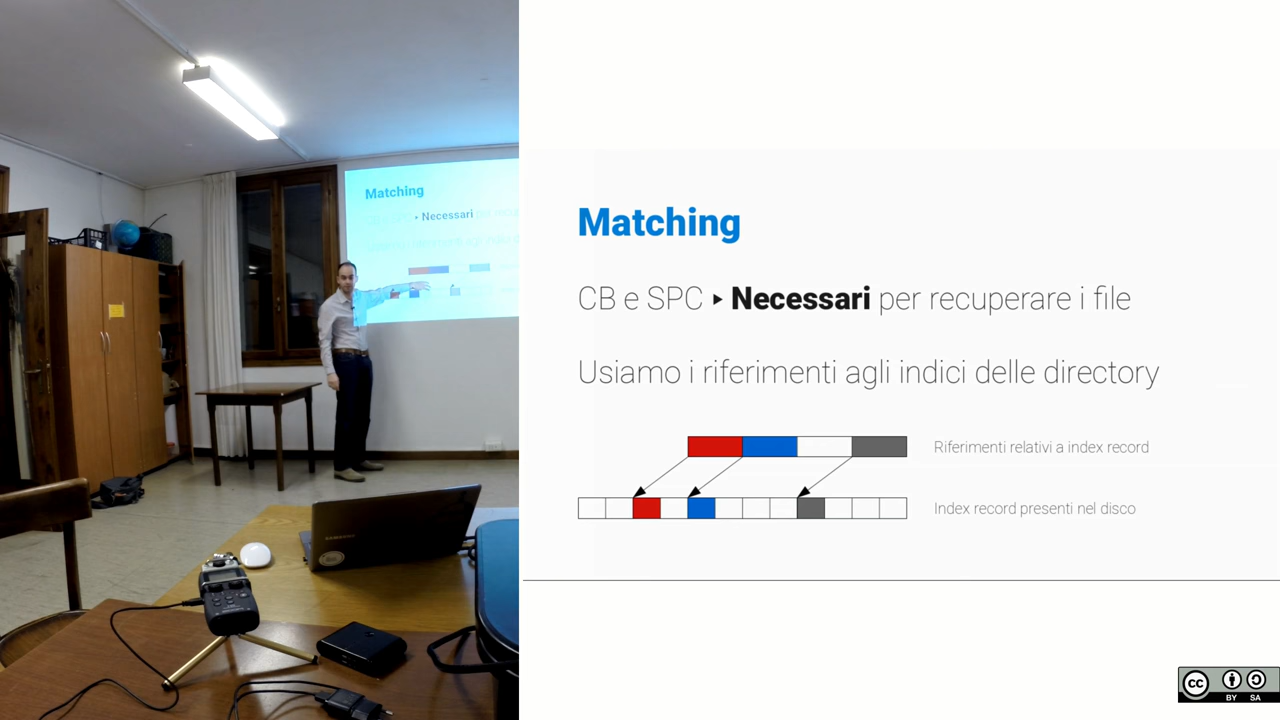 Matching
Necessari
SAMSUNG
Matching
CB e SPC ▸ Necessari per recuperare i file
Usiamo i riferimenti agli indici delle directory
Riferimenti relativi a index record
Index record presenti nel disco
CC
BY SA